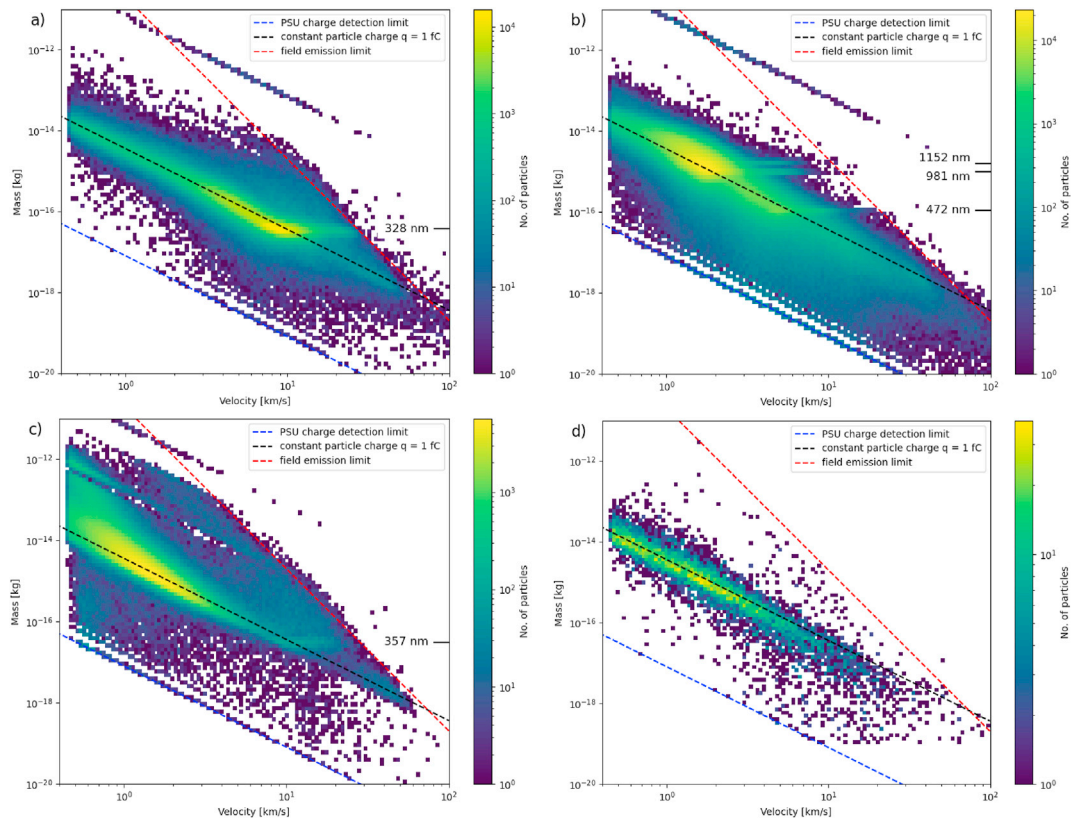 a)
PSU charge detection limit
constant particle charge q = 1 fC
field emission limit
10⁻¹²
10⁻¹⁴
10⁻¹⁶
10⁻¹⁸
10⁻²⁰
Mass [kg]
328 nm
10⁰
10¹
10²
Velocity [km/s]
10⁴
10³
10²
10¹
10⁰
No. of particles
b)
PSU charge detection limit
constant particle charge q = 1 fC
field emission limit
10⁻¹²
10⁻¹⁴
10⁻¹⁶
10⁻¹⁸
10⁻²⁰
Mass [kg]
1152 nm
981 nm
472 nm
10⁰
10¹
10²
Velocity [km/s]
10⁴
10³
10²
10¹
10⁰
No. of particles
c)
PSU charge detection limit
constant particle charge q = 1 fC
field emission limit
10⁻¹²
10⁻¹⁴
10⁻¹⁶
10⁻¹⁸
10⁻²⁰
Mass [kg]
357 nm
10⁰
10¹
10²
Velocity [km/s]
10³
10²
10¹
10⁰
No. of particles
d)
PSU charge detection limit
constant particle charge q = 1 fC
field emission limit
10⁻¹²
10⁻¹⁴
10⁻¹⁶
10⁻¹⁸
10⁻²⁰
Mass [kg]
10⁰
10¹
10²
Velocity [km/s]
10¹
10⁰
No. of particles